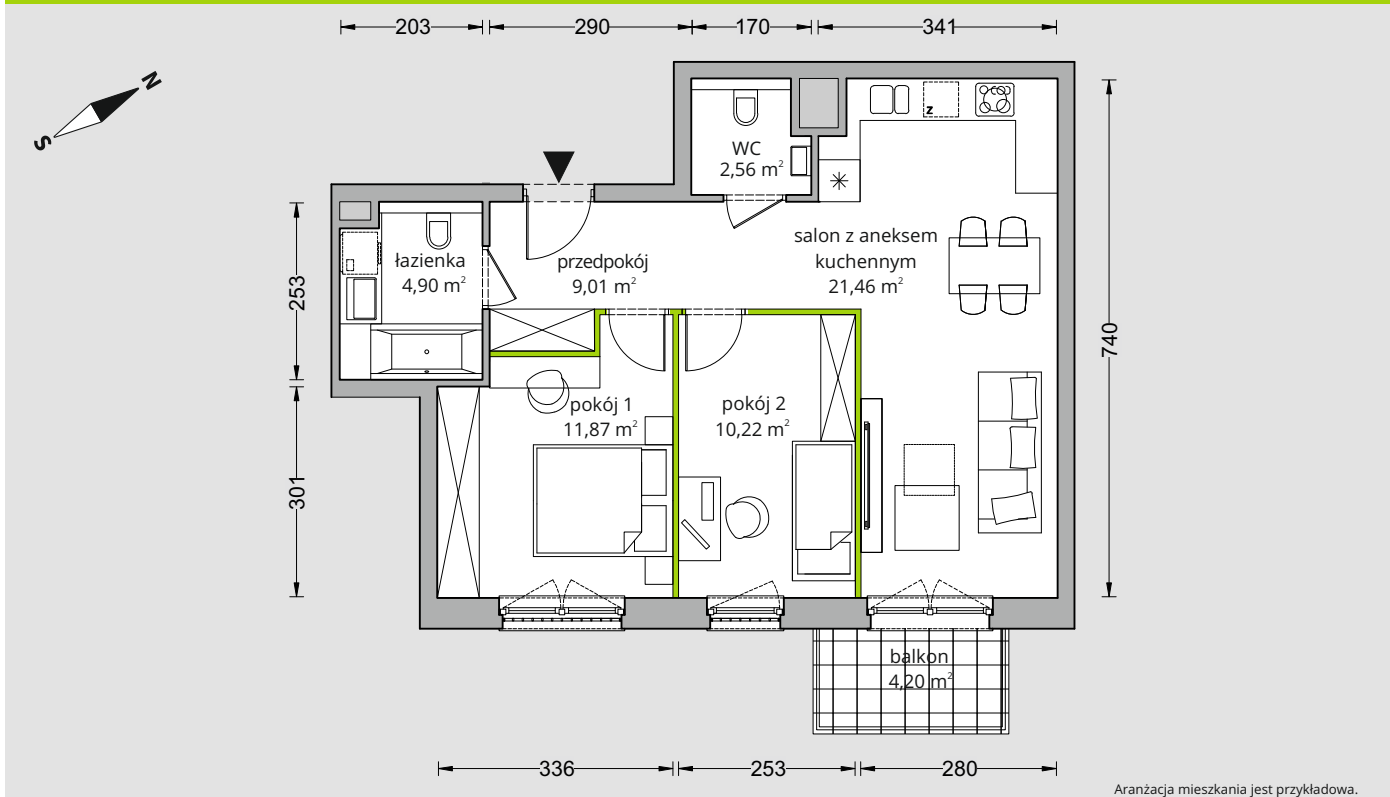 203 290 170 341
N
S
z
WC
2,56 m²
salon z aneksem
kuchennym
21,46 m²
łazienka
4,90 m²
przedpokój
9,01 m²
253
740
pokój 1
11,87 m²
pokój 2
10,22 m²
301
balkon
4,20 m²
336 253 280
Aranżacja mieszkania jest przykładowa.